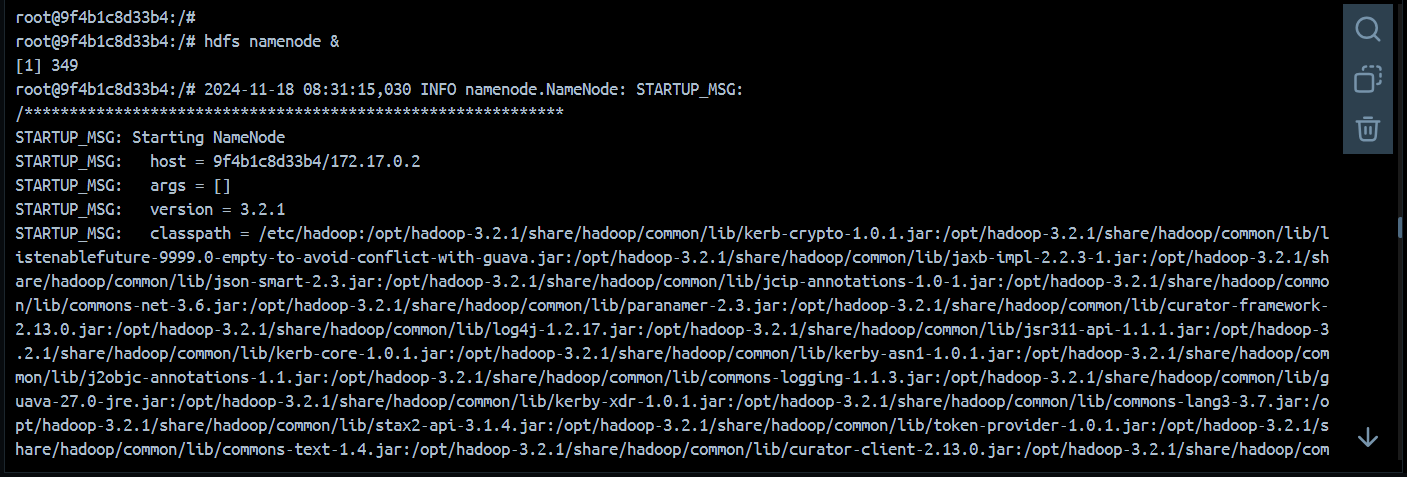 root@9f4b1c8d33b4:/#
root@9f4b1c8d33b4:/# hdfs namenode &
[1] 349
root@9f4b1c8d33b4:/# 2024-11-18 08:31:15,030 INFO namenode.NameNode: STARTUP_MSG:
/************************************************************
STARTUP_MSG: Starting NameNode
STARTUP_MSG:   host = 9f4b1c8d33b4/172.17.0.2
STARTUP_MSG:   args = []
STARTUP_MSG:   version = 3.2.1
STARTUP_MSG:   classpath = /etc/hadoop:/opt/hadoop-3.2.1/share/hadoop/common/lib/kerb-crypto-1.0.1.jar:/opt/hadoop-3.2.1/share/hadoop/common/lib/l
istenablefuture-9999.0-empty-to-avoid-conflict-with-guava.jar:/opt/hadoop-3.2.1/share/hadoop/common/lib/jaxb-impl-2.2.3-1.jar:/opt/hadoop-3.2.1/sh
are/hadoop/common/lib/json-smart-2.3.jar:/opt/hadoop-3.2.1/share/hadoop/common/lib/jcip-annotations-1.0-1.jar:/opt/hadoop-3.2.1/share/hadoop/commo
n/lib/commons-net-3.6.jar:/opt/hadoop-3.2.1/share/hadoop/common/lib/paranamer-2.3.jar:/opt/hadoop-3.2.1/share/hadoop/common/lib/curator-framework-
2.13.0.jar:/opt/hadoop-3.2.1/share/hadoop/common/lib/log4j-1.2.17.jar:/opt/hadoop-3.2.1/share/hadoop/common/lib/jsr311-api-1.1.1.jar:/opt/hadoop-3
.2.1/share/hadoop/common/lib/kerb-core-1.0.1.jar:/opt/hadoop-3.2.1/share/hadoop/common/lib/kerby-asn1-1.0.1.jar:/opt/hadoop-3.2.1/share/hadoop/com
mon/lib/j2objc-annotations-1.1.jar:/opt/hadoop-3.2.1/share/hadoop/common/lib/commons-logging-1.1.3.jar:/opt/hadoop-3.2.1/share/hadoop/common/lib/g
uava-27.0-jre.jar:/opt/hadoop-3.2.1/share/hadoop/common/lib/kerby-xdr-1.0.1.jar:/opt/hadoop-3.2.1/share/hadoop/common/lib/commons-lang3-3.7.jar:/o
pt/hadoop-3.2.1/share/hadoop/common/lib/stax2-api-3.1.4.jar:/opt/hadoop-3.2.1/share/hadoop/common/lib/token-provider-1.0.1.jar:/opt/hadoop-3.2.1/s
hare/hadoop/common/lib/commons-text-1.4.jar:/opt/hadoop-3.2.1/share/hadoop/common/lib/curator-client-2.13.0.jar:/opt/hadoop-3.2.1/share/hadoop/com